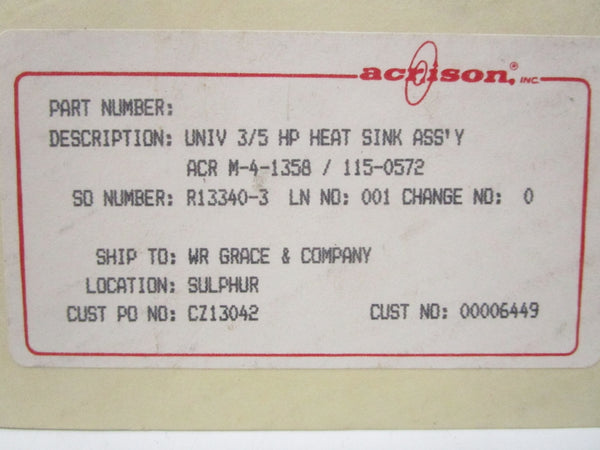 acrison® INC.
PART NUMBER:
DESCRIPTION: UNIV 3/5 HP HEAT SINK ASS'Y
ACR M-4-1358 / 115-0572
SO NUMBER: R13340-3 LN NO: 001 CHANGE NO: 0
SHIP TO: WR GRACE & COMPANY
LOCATION: SULPHUR
CUST PO NO: CZ13042 CUST NO: 00006449